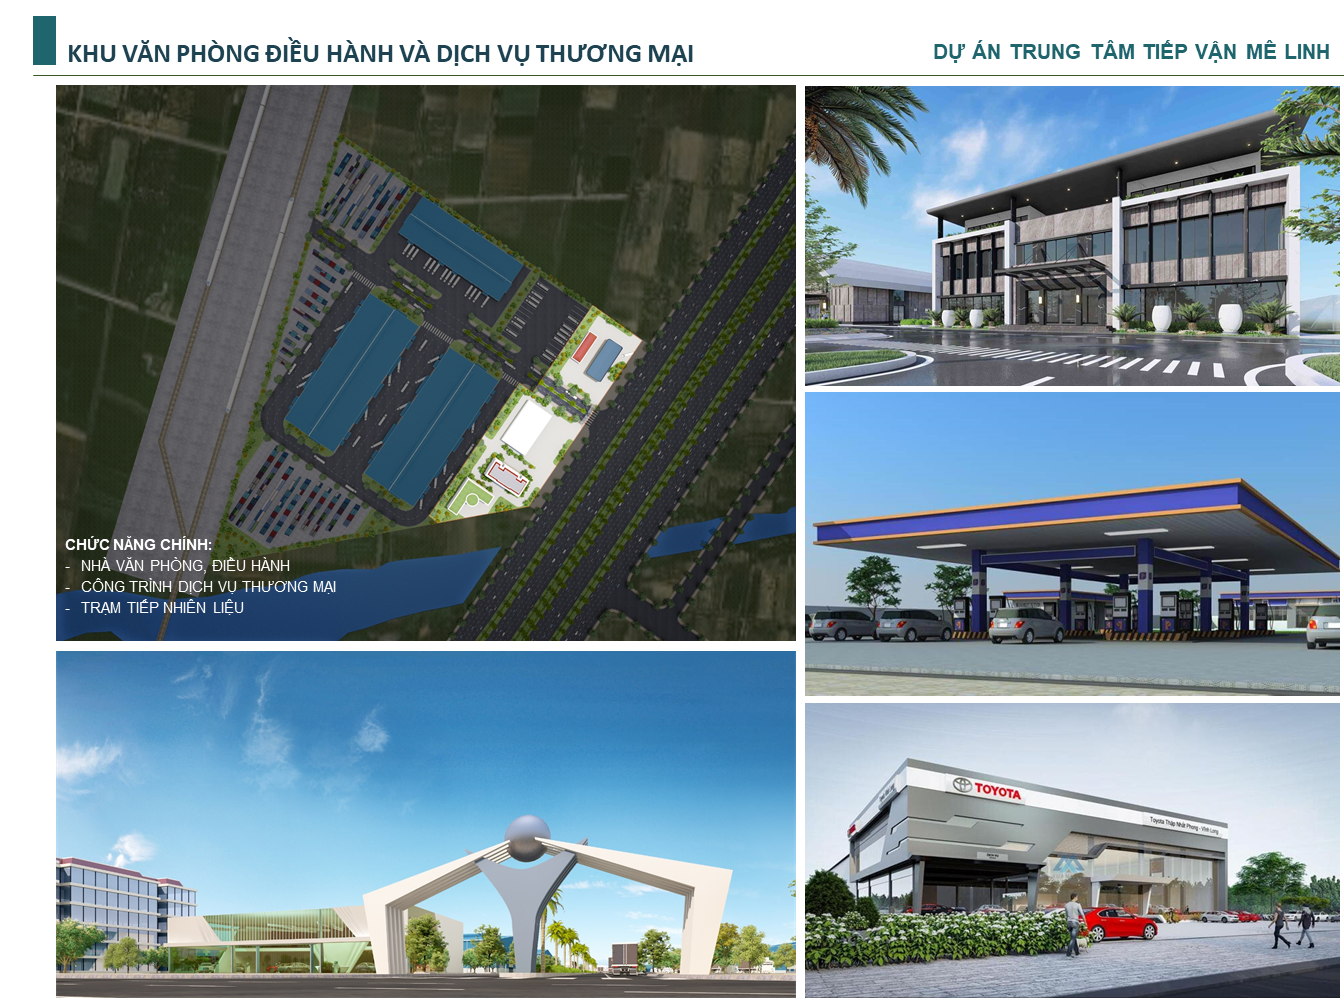 KHU VĂN PHÒNG ĐIỀU HÀNH VÀ DỊCH VỤ THƯƠNG MẠI
DỰ ÁN TRUNG TÂM TIẾP VẬN MÊ LINH
CHỨC NĂNG CHÍNH:
- NHÀ VĂN PHÒNG, ĐIỀU HÀNH
- CÔNG TRÌNH DỊCH VỤ THƯƠNG MẠI
- TRẠM TIẾP NHIÊN LIỆU
TOYOTA
Toyota Thập Nhất Phong - Vĩnh Long